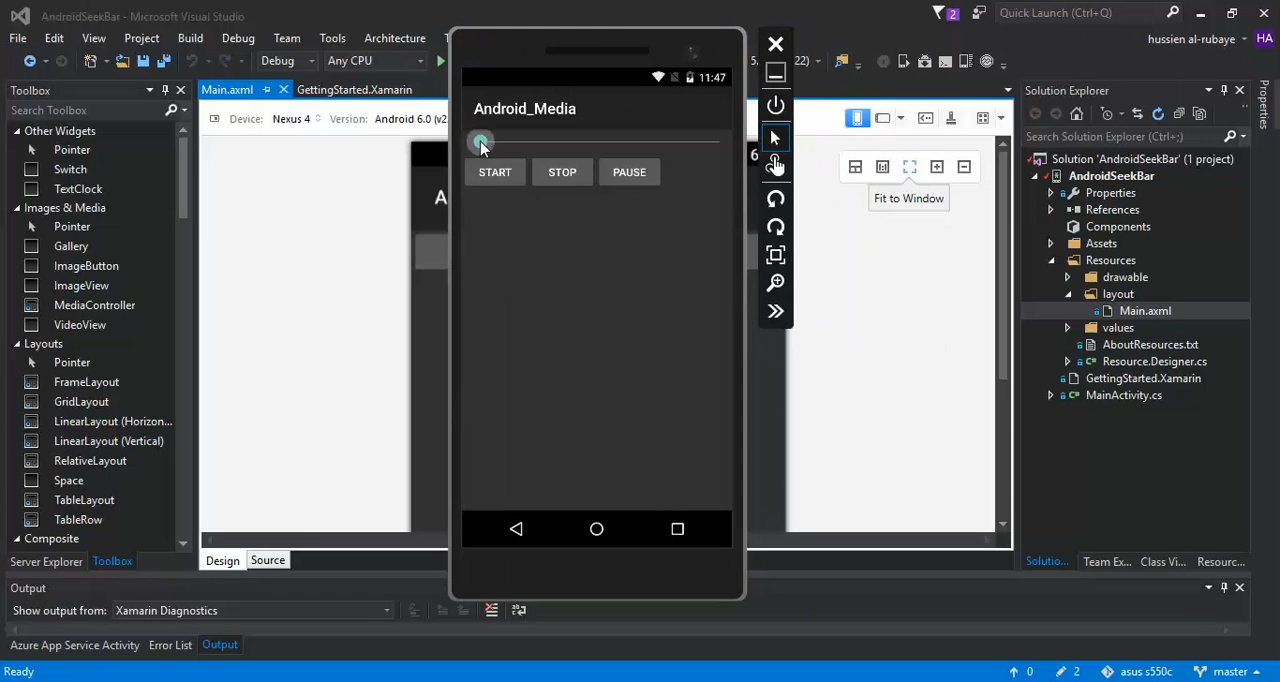 AndroidSeekBar - Microsoft Visual Studio
2
Quick Launch (Ctrl+Q)
File Edit View Project Build Debug Team Tools Architecture
hussien al-rubaye HA
Debug Any CPU
Toolbox
Search Toolbox
Other Widgets
Pointer
Switch
TextClock
Images & Media
Pointer
Gallery
ImageButton
ImageView
MediaController
VideoView
Layouts
Pointer
FrameLayout
GridLayout
LinearLayout (Horizon...
LinearLayout (Vertical)
RelativeLayout
Space
TableLayout
TableRow
Composite
Server Explorer Toolbox
Main.axml GettingStarted.Xamarin
Device: Nexus 4 Version: Android 6.0 (v2
11:47
Android_Media
START STOP PAUSE
Fit to Window
Design Source
Solution Explorer
Search Solution Explorer (Ctrl+;)
Solution 'AndroidSeekBar' (1 project)
AndroidSeekBar
Properties
References
Components
Assets
Resources
drawable
layout
Main.axml
values
AboutResources.txt
Resource.Designer.cs
GettingStarted.Xamarin
MainActivity.cs
Solutio... Team Ex... Class Vi... Resourc...
Properties
Output
Show output from: Xamarin Diagnostics
Azure App Service Activity Error List Output
Ready
0 2 asus s550c master